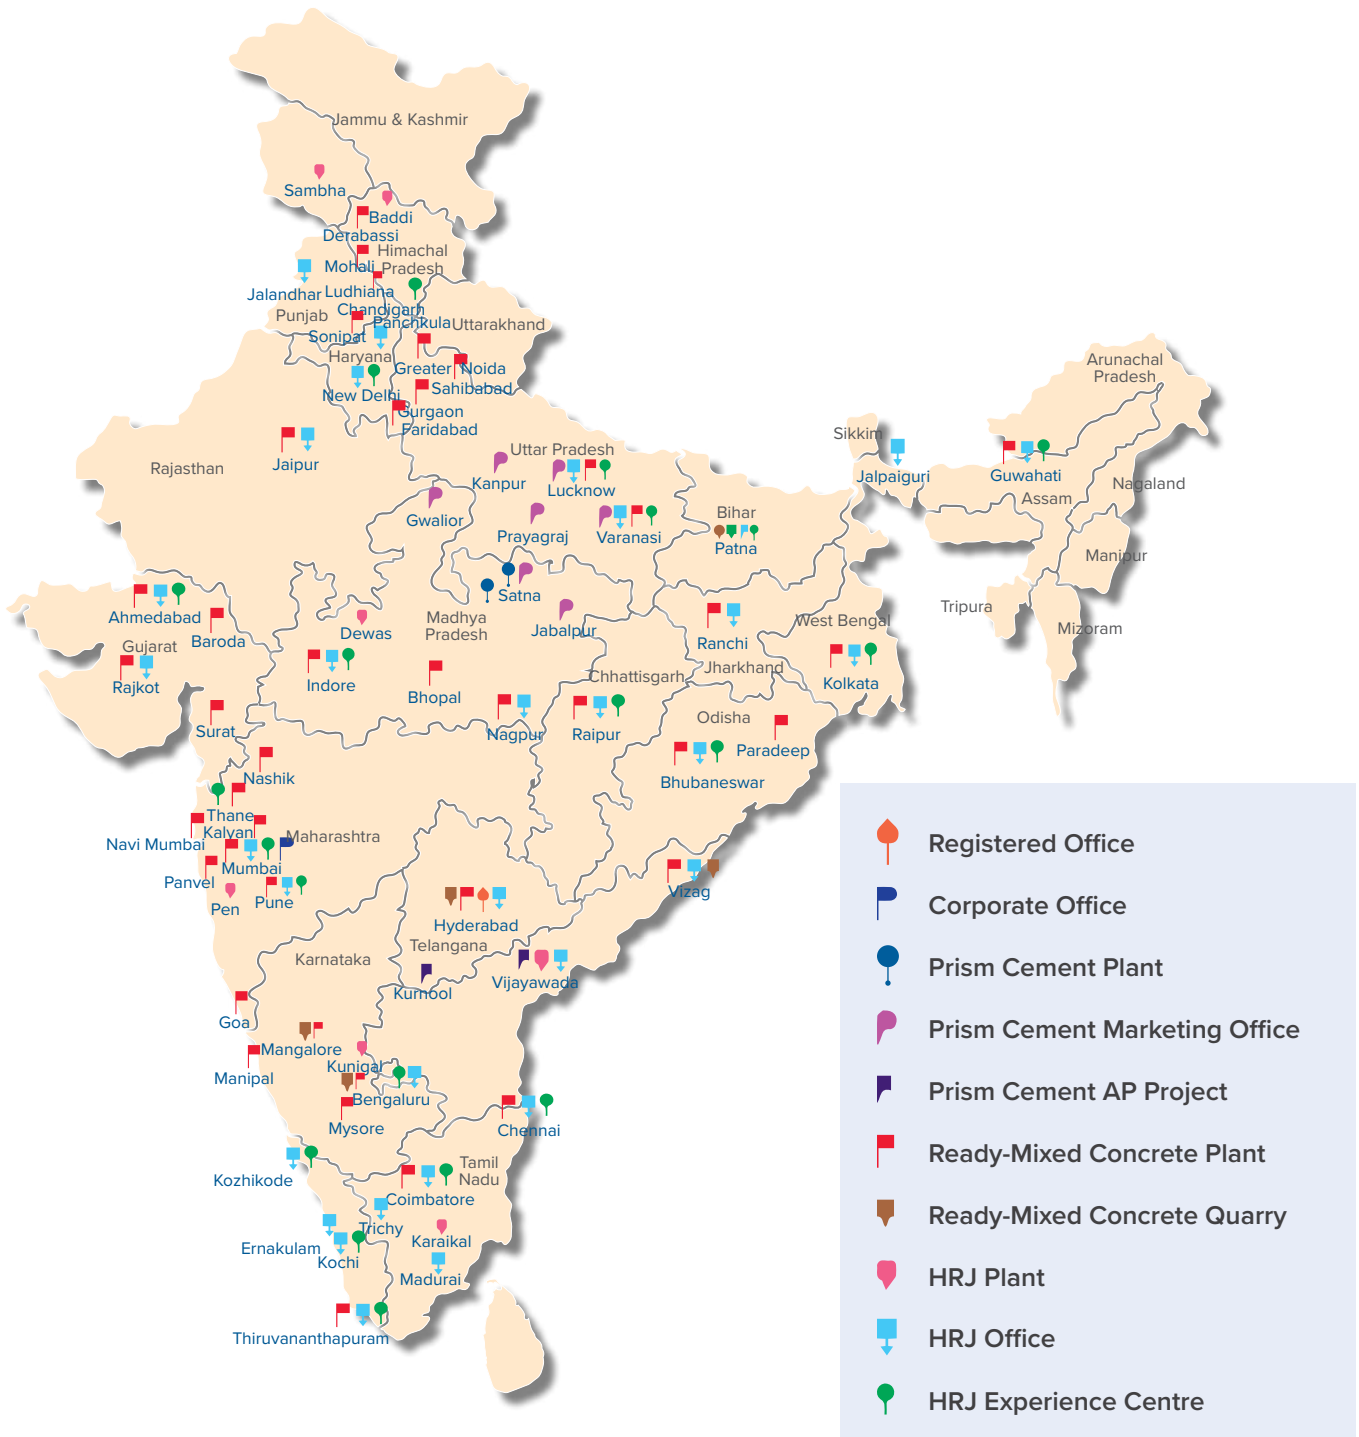 Jammu & Kashmir
Sambha
Baddi
Derabassi
Himachal
Pradesh
Mohali
Jalandhar
Ludhiana
Chandigarh
Punjab
Panchkula
Uttarakhand
Sonipat
Haryana
Greater Noida
New Delhi
Sahibabad
Gurgaon
Faridabad
Arunachal
Pradesh
Sikkim
Uttar Pradesh
Rajasthan
Jaipur
Kanpur
Lucknow
Jalpaiguri
Guwahati
Nagaland
Assam
Gwalior
Prayagraj
Varanasi
Bihar
Patna
Manipur
Satna
Tripura
Mizoram
Ahmedabad
Baroda
Gujarat
Rajkot
Dewas
Madhya
Pradesh
Jabalpur
Ranchi
West Bengal
Jharkhand
Kolkata
Indore
Bhopal
Chhattisgarh
Surat
Nagpur
Raipur
Odisha
Paradeep
Bhubaneswar
Nashik
Thane
Kalyan
Navi Mumbai
Maharashtra
Mumbai
Panvel
Pen
Pune
Vizag
Hyderabad
Telangana
Karnataka
Kurnool
Vijayawada
Goa
Mangalore
Manipal
Kunigal
Bengaluru
Mysore
Chennai
Kozhikode
Tamil
Nadu
Coimbatore
Trichy
Ernakulam
Kochi
Karaikal
Madurai
Thiruvananthapuram
Registered Office
Corporate Office
Prism Cement Plant
Prism Cement Marketing Office
Prism Cement AP Project
Ready-Mixed Concrete Plant
Ready-Mixed Concrete Quarry
HRJ Plant
HRJ Office
HRJ Experience Centre